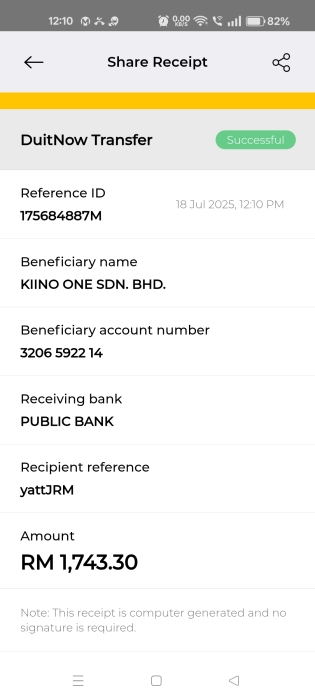 12:10
0.00
KB/S
82%
Share Receipt
DuitNow Transfer
Successful
Reference ID
18 Jul 2025, 12:10 PM
175684887M
Beneficiary name
KIINO ONE SDN. BHD.
Beneficiary account number
3206 5922 14
Receiving bank
PUBLIC BANK
Recipient reference
yattJRM
Amount
RM 1,743.30
Note: This receipt is computer generated and no
signature is required.